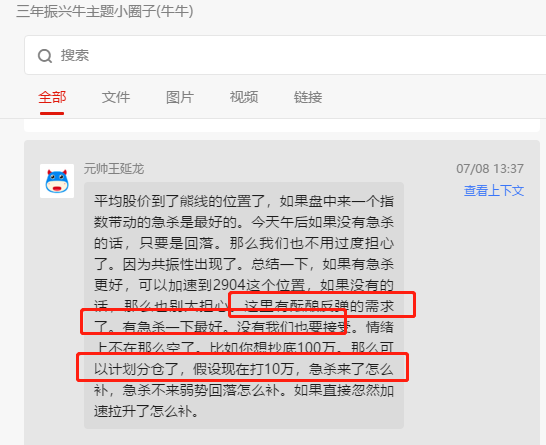 三年振兴牛主题小圈子(牛牛)
搜索
全部 文件 图片 视频 链接
元帅王延龙 07/08 13:37
查看上下文
平均股价到了熊线的位置了，如果盘中来一个指
数带动的急杀是最好的。今天午后如果没有急杀
的话，只要是回落。那么我们也不用过度担心
了。因为共振性出现了。总结一下，如果有急杀
更好，可以加速到2904这个位置，如果没有的
话，那么也别太担心。这里有酝酿反弹的需求
了。有急杀一下最好。没有我们也要接受。情绪
上不在那么空了。比如你想抄底100万。那么可
以计划分仓了，假设现在打10万，急杀来了怎么
补，急杀不来弱势回落怎么补。如果直接忽然加
速拉升了怎么补。